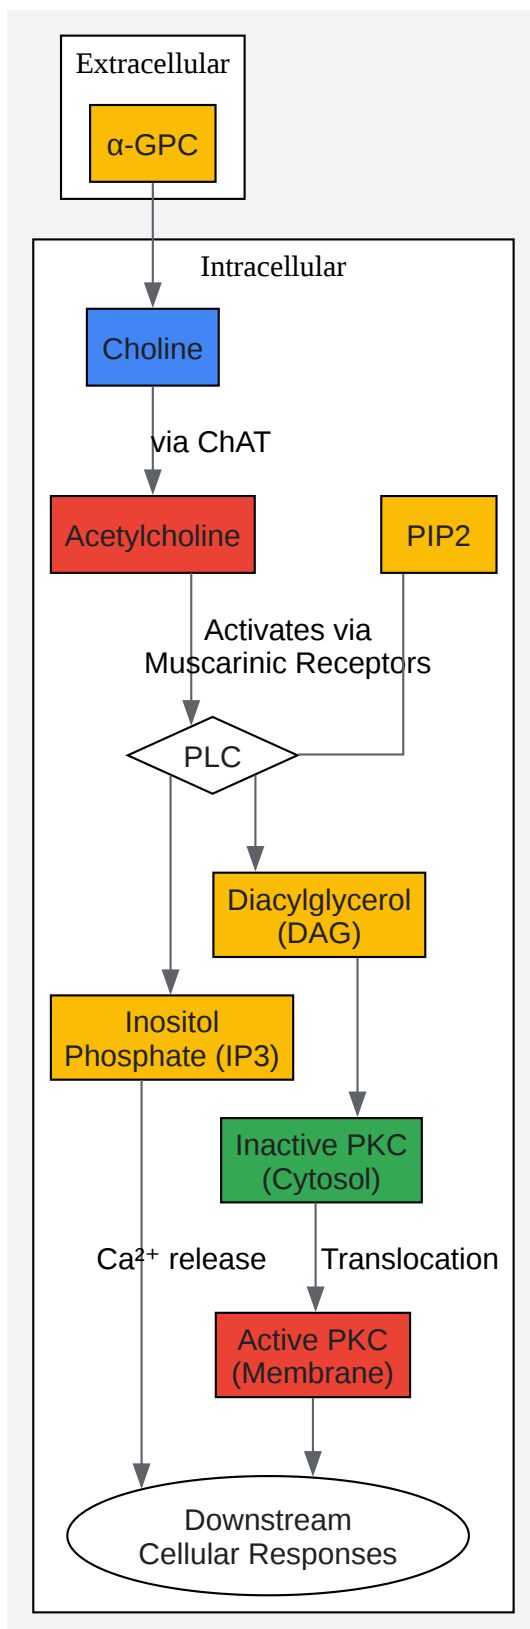 Extracellular
α-GPC
Intracellular
Choline
via ChAT
Acetylcholine
PIP2
Activates via
Muscarinic Receptors
PLC
Diacylglycerol
(DAG)
Inositol
Phosphate (IP3)
Inactive PKC
(Cytosol)
Ca²⁺ release
Translocation
Active PKC
(Membrane)
Downstream
Cellular Responses